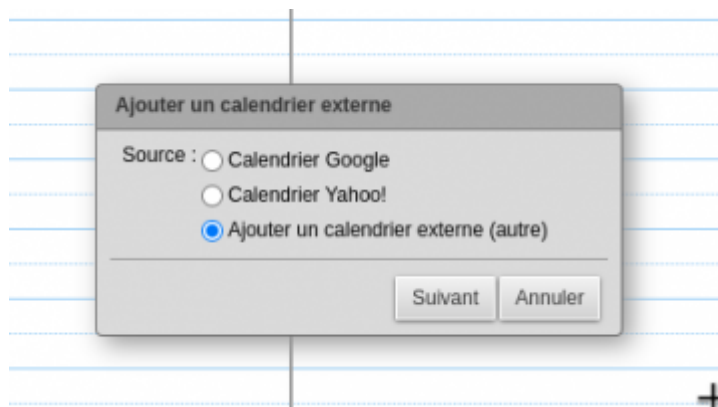 Ajouter un calendrier externe
Source : Calendrier Google
Calendrier Yahoo!
Ajouter un calendrier externe (autre)
Suivant Annuler